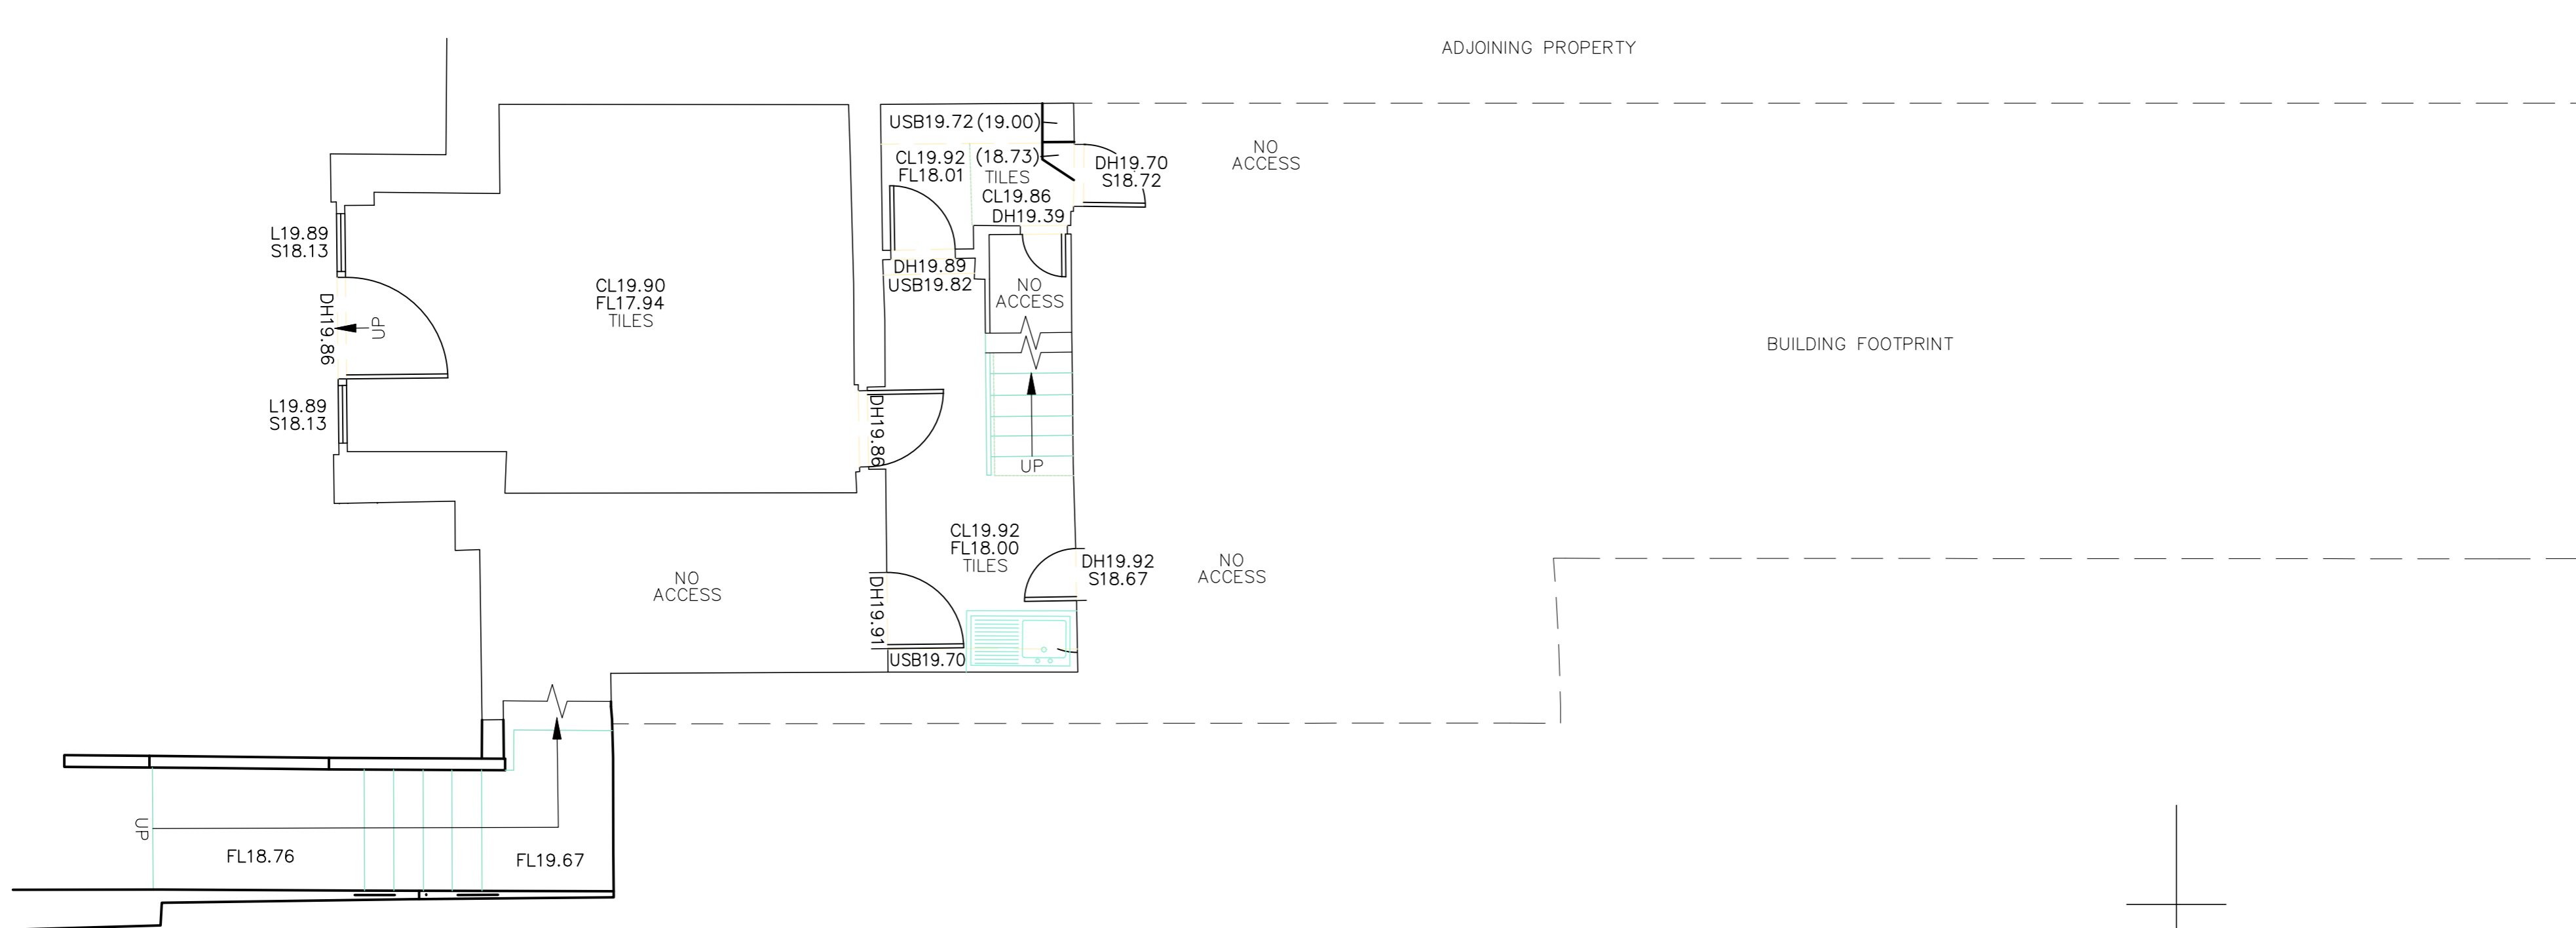 ADJOINING PROPERTY
USB19.72 (19.00)
CL19.92
FL18.01
(18.73)
TILES
CL19.86
DH19.39
DH19.70
S18.72
NO
ACCESS
L19.89
S18.13
DH19.86
UP
CL19.90
FL17.94
TILES
DH19.89
USB19.82
NO
ACCESS
BUILDING FOOTPRINT
L19.89
S18.13
DH19.86
UP
CL19.92
FL18.00
TILES
DH19.92
S18.67
NO
ACCESS
NO
ACCESS
DH19.91
USB19.70
UP
FL18.76
FL19.67